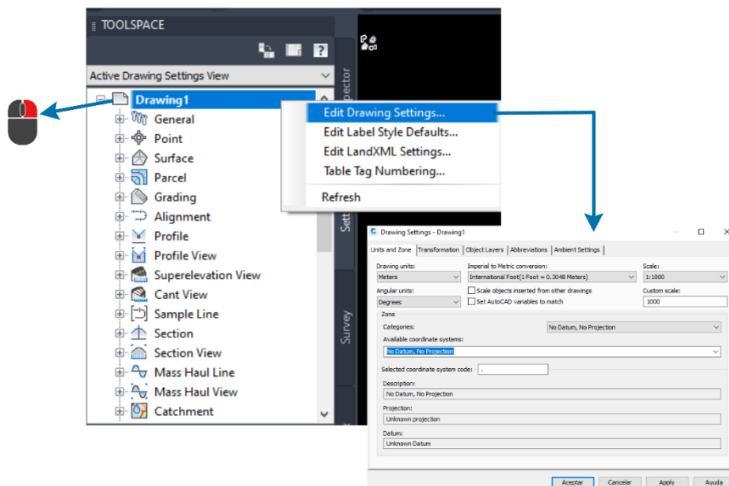 TOOLSPACE
Active Drawing Settings View
Drawing1
General
Point
Surface
Parcel
Grading
Alignment
Profile
Profile View
Superelevation View
Cant View
Sample Line
Section
Section View
Mass Haul Line
Mass Haul View
Catchment
Survey
Edit Drawing Settings...
Edit Label Style Defaults...
Edit LandXML Settings...
Table Tag Numbering...
Refresh
Drawing Settings - Drawing1
Units and Zone Transformation Object Layers Abbreviations Ambient Settings
Drawing units: Imperial to Metric conversion: Scale:
Meters International Foot(1 Foot = 0.3048 Meters) 1:1000
Angular units: Scale objects inserted from other drawings Custom scale:
Degrees Set AutoCAD variables to match 1000
Zone
Categories: No Datum, No Projection
Available coordinate systems:
No Datum, No Projection
Selected coordinate system code: .
Description:
No Datum, No Projection
Projection:
Unknown projection
Datum:
Unknown Datum
Aceptar Cancelar Apply Ayuda